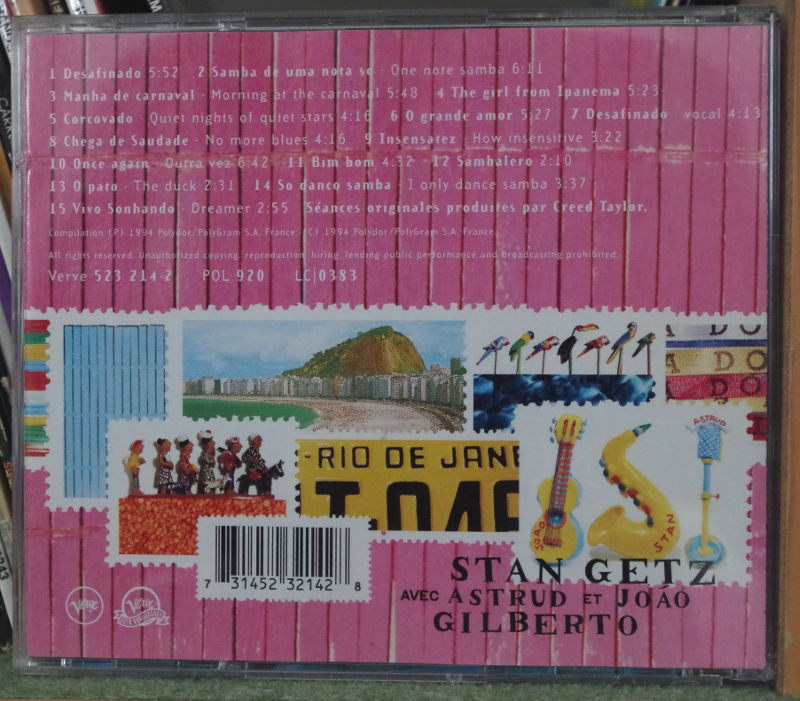 1 Desafinado 5:52 2 Samba de uma nota so · One note samba 6:11
3 Manha de carnaval · Morning at the carnaval 5:48 4 The girl from Ipanema 5:23
5 Corcovado · Quiet nights of quiet stars 4:16 6 O grande amor 5:27 7 Desafinado · vocal 4:13
8 Chega de Saudade · No more blues 4:16 9 Insensatez · How insensitive 3:22
10 Once again · Outra vez 6:42 11 Bim bom 4:32 12 Sambalero 2:10
13 O pato · The duck 2:31 14 So danco samba · I only dance samba 3:37
15 Vivo Sonhando · Dreamer 2:55 Séances originales produites par Creed Taylor.
Compilation (P) 1994 Polydor/PolyGram S.A. France. (C) 1994 Polydor/PolyGram S.A. France.
All rights reserved. Unauthorized copying, reproduction, hiring, lending public performance and broadcasting prohibited.
Verve 523 214-2 POL 920 LC|0383
A DO
DO
DO
ASTRUD
RIO DE JANE
JOAO
STAN
7 31452 32142 8
STAN GETZ
AVEC ASTRUD ET JOÃO
GILBERTO
Verve
Verve